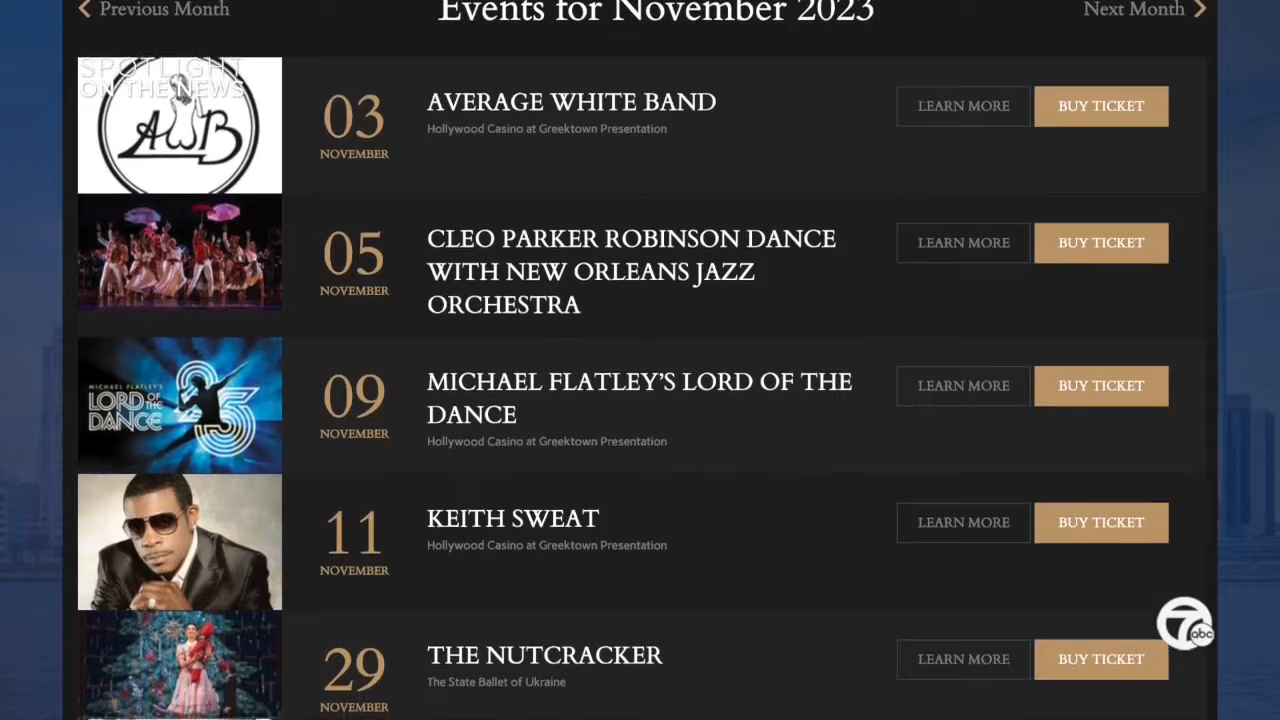 Previous Month
Events for November 2023
Next Month
SPOTLIGHT
ON THE NEWS
AWB
03
NOVEMBER
AVERAGE WHITE BAND
Hollywood Casino at Greektown Presentation
LEARN MORE
BUY TICKET
05
NOVEMBER
CLEO PARKER ROBINSON DANCE
WITH NEW ORLEANS JAZZ
ORCHESTRA
LEARN MORE
BUY TICKET
MICHAEL FLATLEY'S
LORD OF THE
DANCE
25
09
NOVEMBER
MICHAEL FLATLEY’S LORD OF THE
DANCE
Hollywood Casino at Greektown Presentation
LEARN MORE
BUY TICKET
11
NOVEMBER
KEITH SWEAT
Hollywood Casino at Greektown Presentation
LEARN MORE
BUY TICKET
29
NOVEMBER
THE NUTCRACKER
The State Ballet of Ukraine
LEARN MORE
BUY TICKET
7 abc